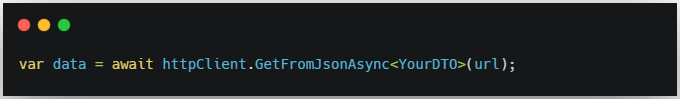 var data = await httpClient.GetFromJsonAsync<YourDTO>(url);